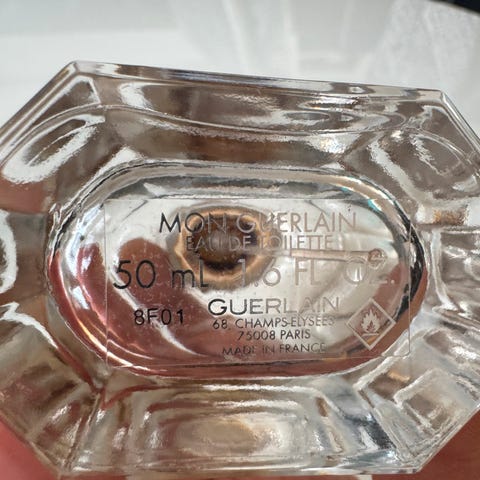 MON GUERLAIN
EAU DE TOILETTE
50 mL 1.6 FL. OZ.
GUERLAIN
8F01
68, CHAMPS-ELYSÉES
75008 PARIS
MADE IN FRANCE